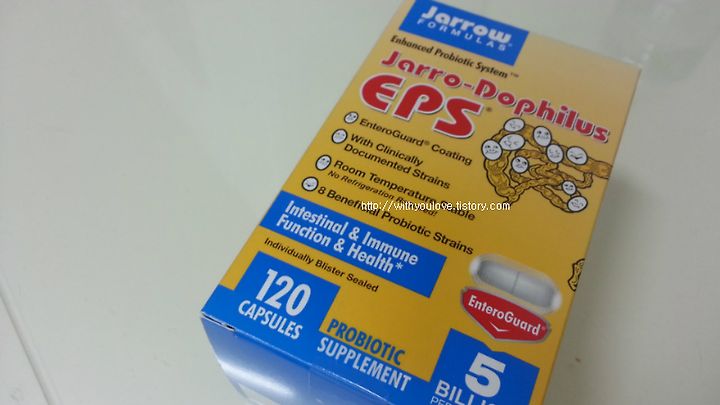 Jarrow
FORMULAS®
Enhanced Probiotic System™
Jarro-Dophilus
EPS®
EnteroGuard® Coating
With Clinically
Documented Strains
Room Temperature
No Refrigeration
8 Beneficial Probiotic Strains
http://withyoulove.tistory.com
Intestinal & Immune
Function & Health*
Individually Blister Sealed
120
CAPSULES
PROBIOTIC
SUPPLEMENT
EnteroGuard®
5